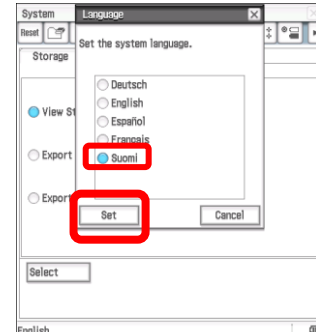 System
Language
Reset
Set the system language.
Storage
Deutsch
English
Español
Français
View St
Suomi
Export
Export
Set
Cancel
Select
English